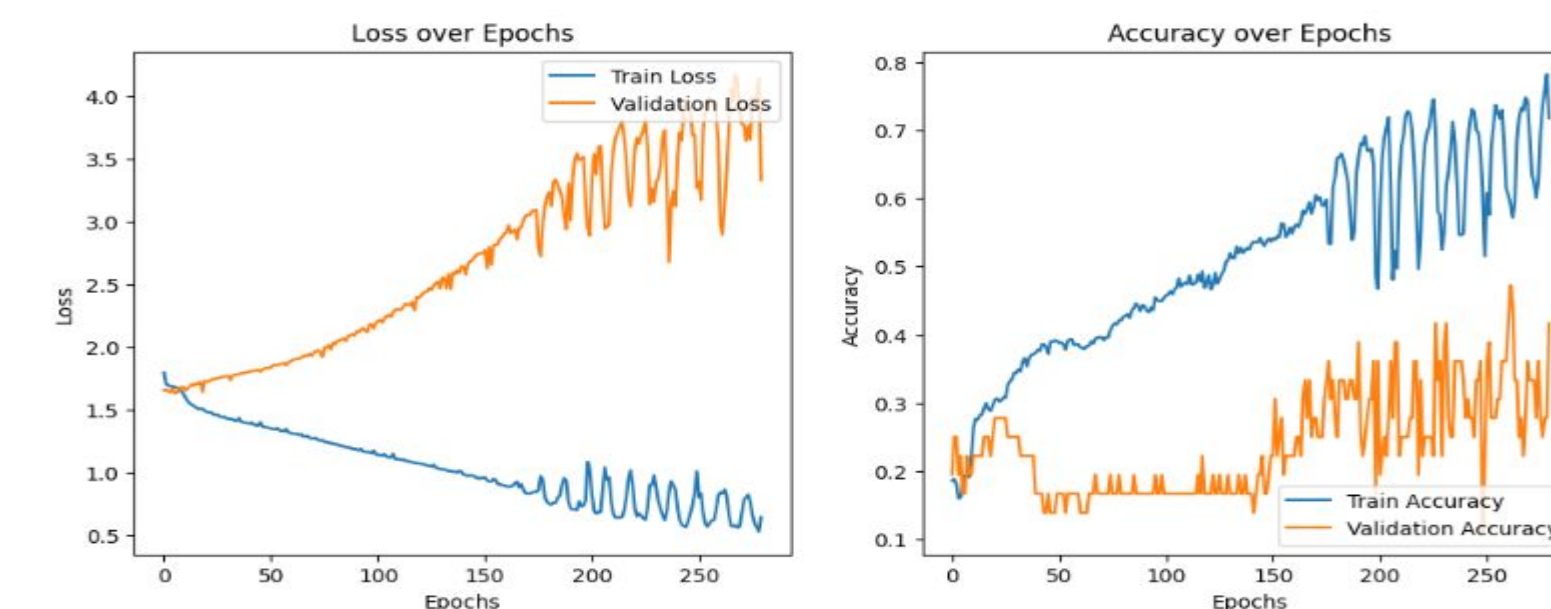 Loss over Epochs
Train Loss
Validation Loss
4.0
3.5
3.0
2.5
2.0
1.5
1.0
0.5
Loss
0
50
100
150
200
250
Epochs
Accuracy over Epochs
0.8
0.7
0.6
0.5
0.4
0.3
0.2
0.1
Accuracy
Train Accuracy
Validation Accuracy
0
50
100
150
200
250
Epochs